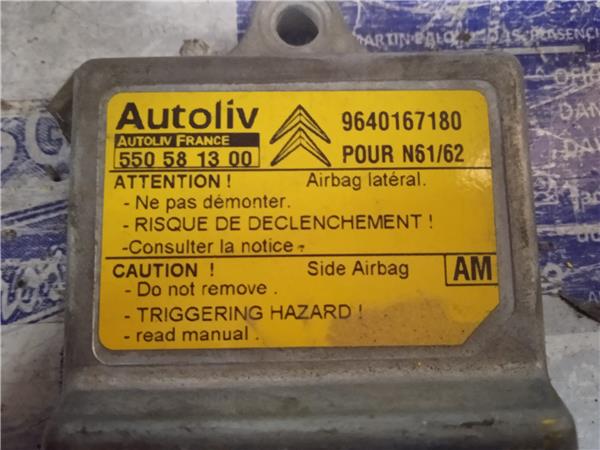 Autoliv
AUTOLIV FRANCE
550 58 13 00
9640167180
POUR N61/62
ATTENTION ! Airbag latéral.
- Ne pas démonter.
- RISQUE DE DECLENCHEMENT !
-Consulter la notice.
CAUTION ! Side Airbag AM
- Do not remove.
- TRIGGERING HAZARD !
- read manual.